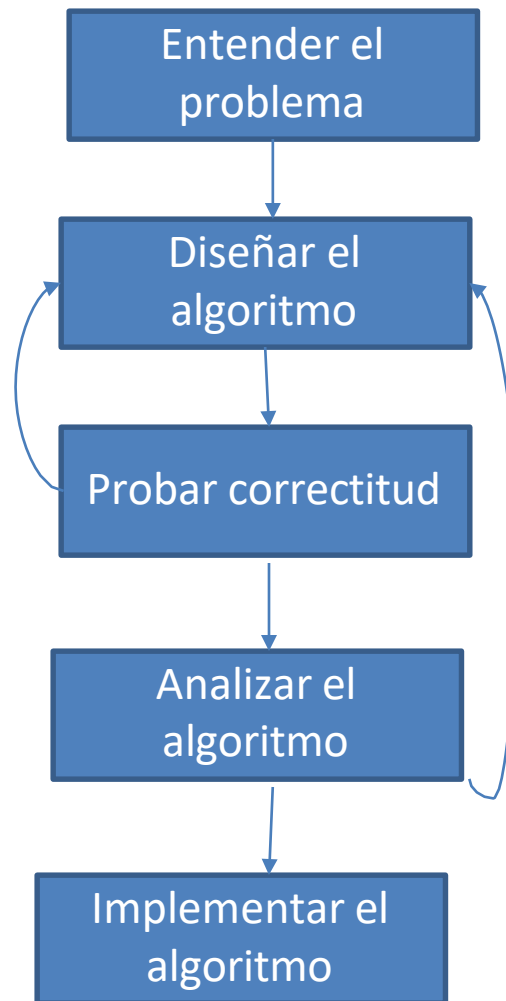 Entender el
problema
Diseñar el
algoritmo
Probar correctitud
Analizar el
algoritmo
Implementar el
algoritmo